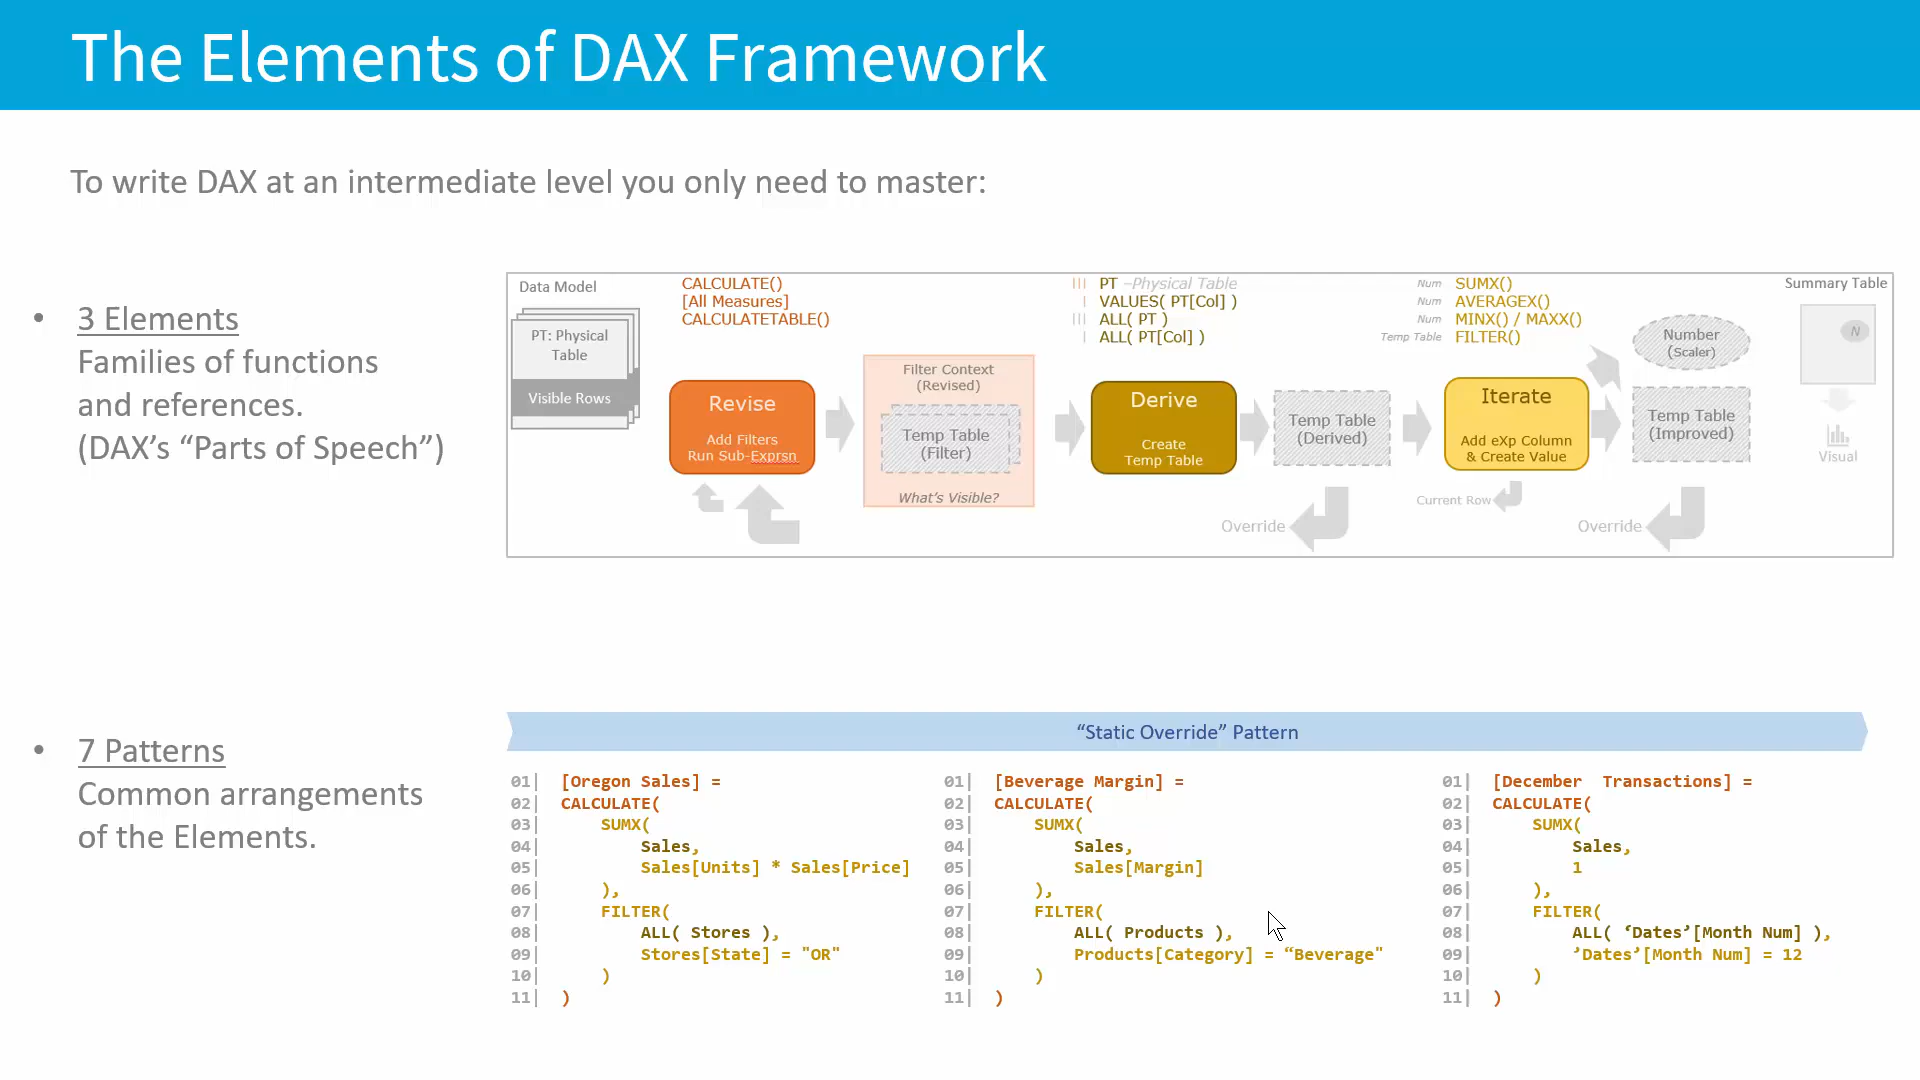 The Elements of DAX Framework
To write DAX at an intermediate level you only need to master:
• 3 Elements
Families of functions
and references.
(DAX’s “Parts of Speech”)
Data Model
PT: Physical
Table
Visible Rows
CALCULATE()
[All Measures]
CALCULATETABLE()
Revise
Add Filters
Run Sub-Exprsn
Filter Context
(Revised)
Temp Table
(Filter)
What’s Visible?
||| PT –Physical Table
| VALUES( PT[Col] )
||| ALL( PT )
| ALL( PT[Col] )
Derive
Create
Temp Table
Temp Table
(Derived)
Override
Num SUMX()
Num AVERAGEX()
Num MINX() / MAXX()
Temp Table FILTER()
Iterate
Add eXp Column
& Create Value
Current Row
Number
(Scaler)
Temp Table
(Improved)
Override
Summary Table
N
Visual
• 7 Patterns
Common arrangements
of the Elements.
“Static Override” Pattern
01| [Oregon Sales] =
02| CALCULATE(
03| SUMX(
04| Sales,
05| Sales[Units] * Sales[Price]
06| ),
07| FILTER(
08| ALL( Stores ),
09| Stores[State] = "OR"
10| )
11| )
01| [Beverage Margin] =
02| CALCULATE(
03| SUMX(
04| Sales,
05| Sales[Margin]
06| ),
07| FILTER(
08| ALL( Products ),
09| Products[Category] = “Beverage"
10| )
11| )
01| [December Transactions] =
02| CALCULATE(
03| SUMX(
04| Sales,
05| 1
06| ),
07| FILTER(
08| ALL( ‘Dates’[Month Num] ),
09| ’Dates’[Month Num] = 12
10| )
11| )